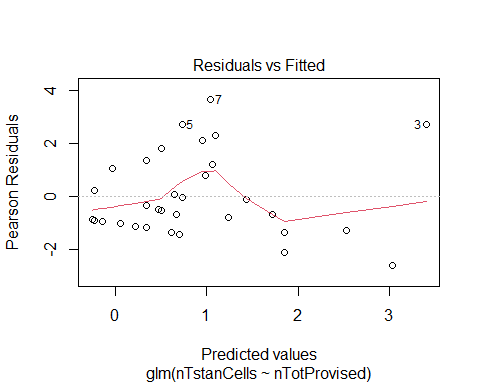 Residuals vs Fitted
Pearson Residuals
4
2
0
-2
7
5
3
0
1
2
3
Predicted values
glm(nTstanCells ~ nTotProvised)